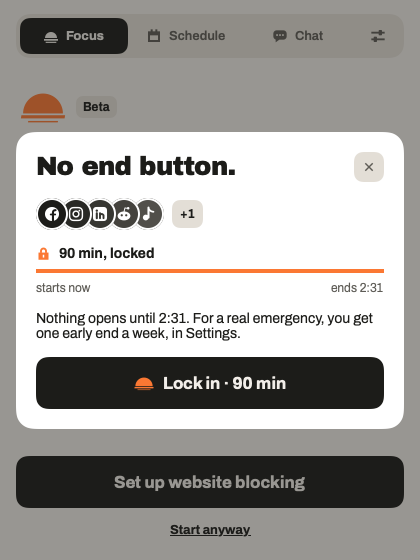 Focus
Schedule
Chat
Beta
No end button.
+1
90 min, locked
starts now
ends 2:31
Nothing opens until 2:31. For a real emergency, you get
one early end a week, in Settings.
Lock in · 90 min
Set up website blocking
Start anyway